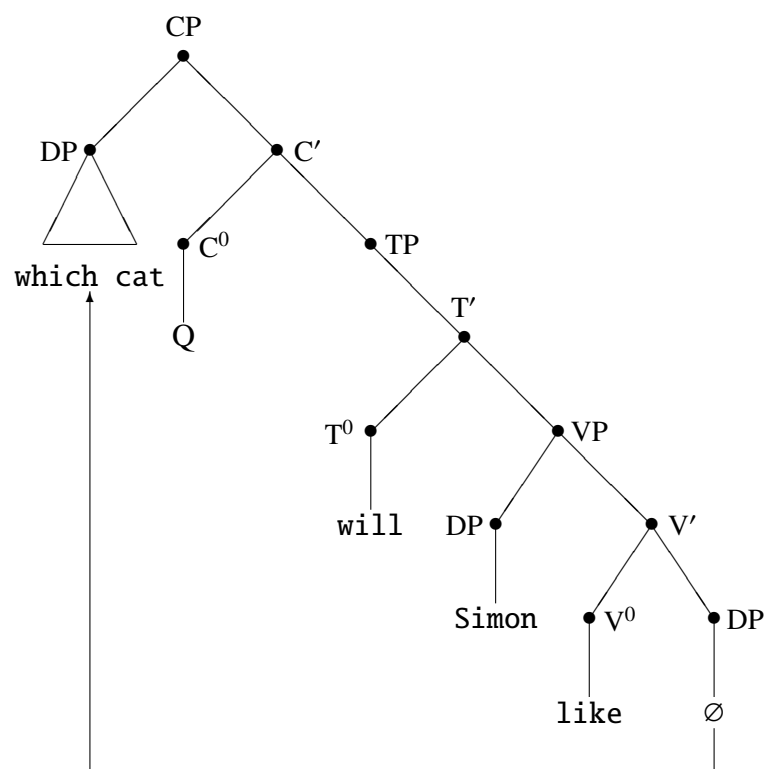 CP
DP C′
C⁰ TP
which cat
Q T′
T⁰ VP
will DP V′
Simon V⁰ DP
like ∅